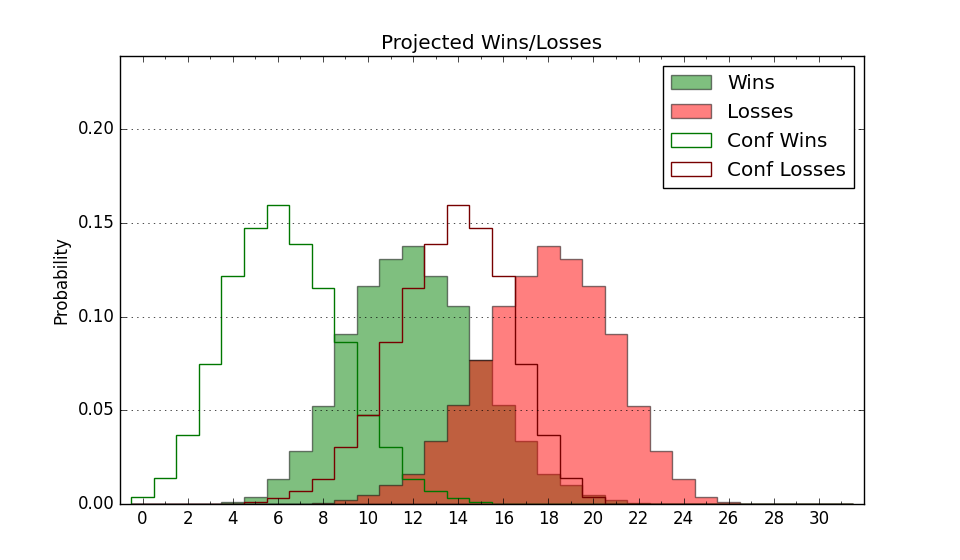 Projected Wins/Losses
Wins
Losses
Conf Wins
Conf Losses
Probability
0.20
0.15
0.10
0.05
0.00
0 2 4 6 8 10 12 14 16 18 20 22 24 26 28 30